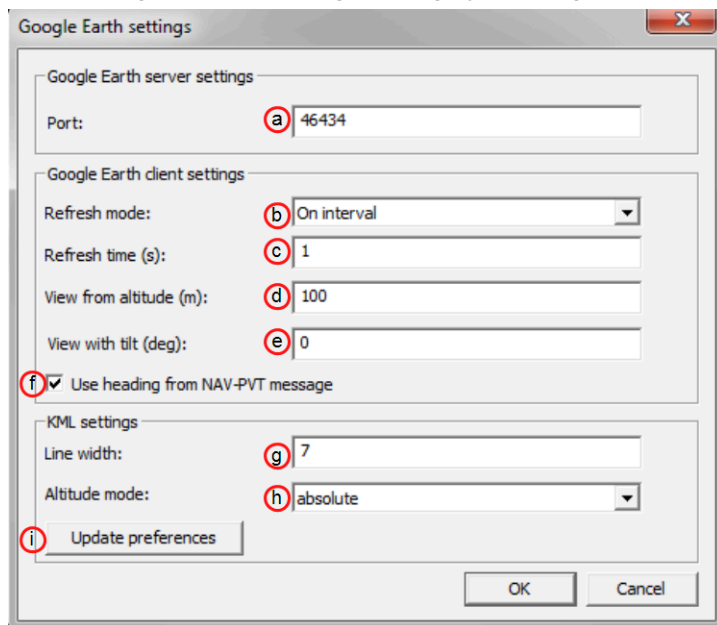 Google Earth settings
x
Google Earth server settings
Port: a 46434
Google Earth client settings
Refresh mode: b On interval
Refresh time (s): c 1
View from altitude (m): d 100
View with tilt (deg): e 0
f Use heading from NAV-PVT message
KML settings
Line width: g 7
Altitude mode: h absolute
i Update preferences
OK Cancel